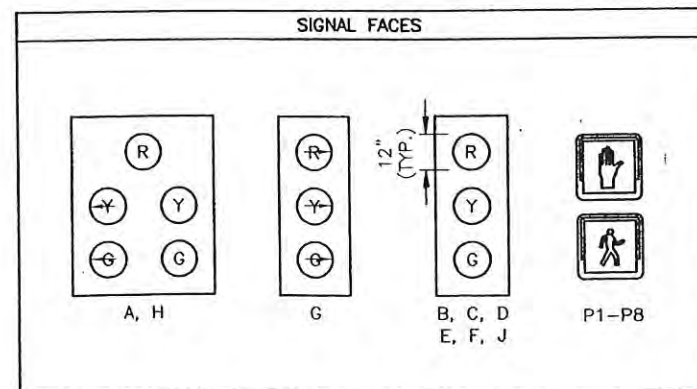 SIGNAL FACES
R
Y Y
G G
A, H
R
Y
G
G
12"
(TYP.)
R
Y
G
B, C, D
E, F, J
P1-P8